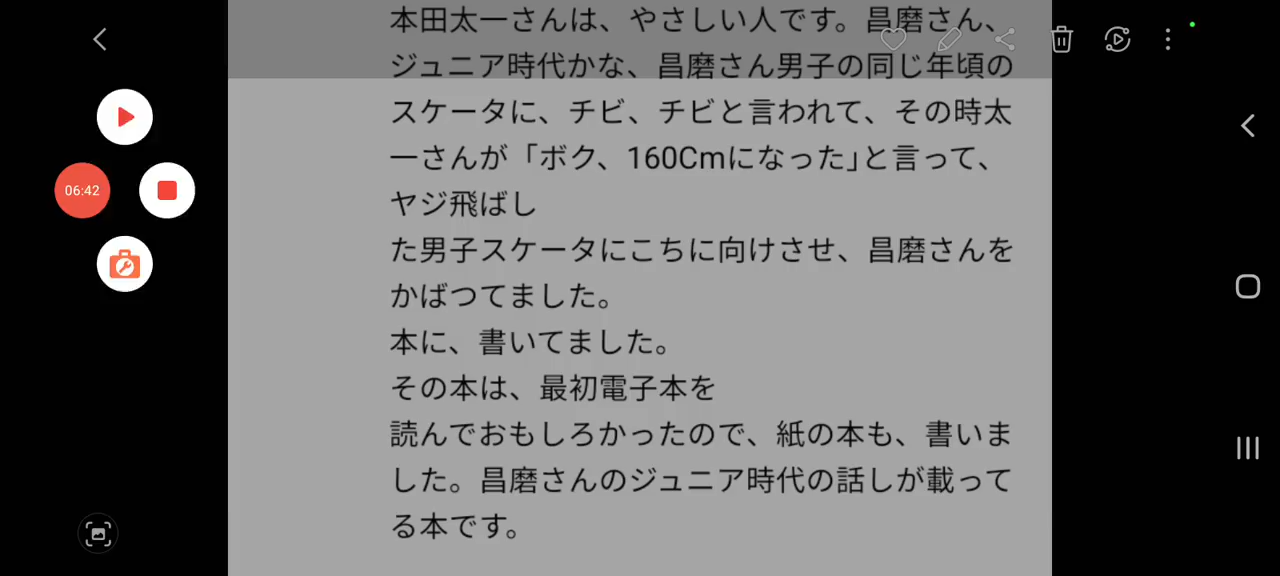 本田太一さんは、やさしい人です。昌磨さん、
ジュニア時代かな、昌磨さん男子の同じ年頃の
スケータに、チビ、チビと言われて、その時太
一さんが「ボク、160Cmになった」と言って、
ヤジ飛ばし
06:42
た男子スケータにこちに向けさせ、昌磨さんを
かばつてました。
本に、書いてました。
その本は、最初電子本を
読んでおもしろかったので、紙の本も、書いま
した。昌磨さんのジュニア時代の話しが載って
る本です。